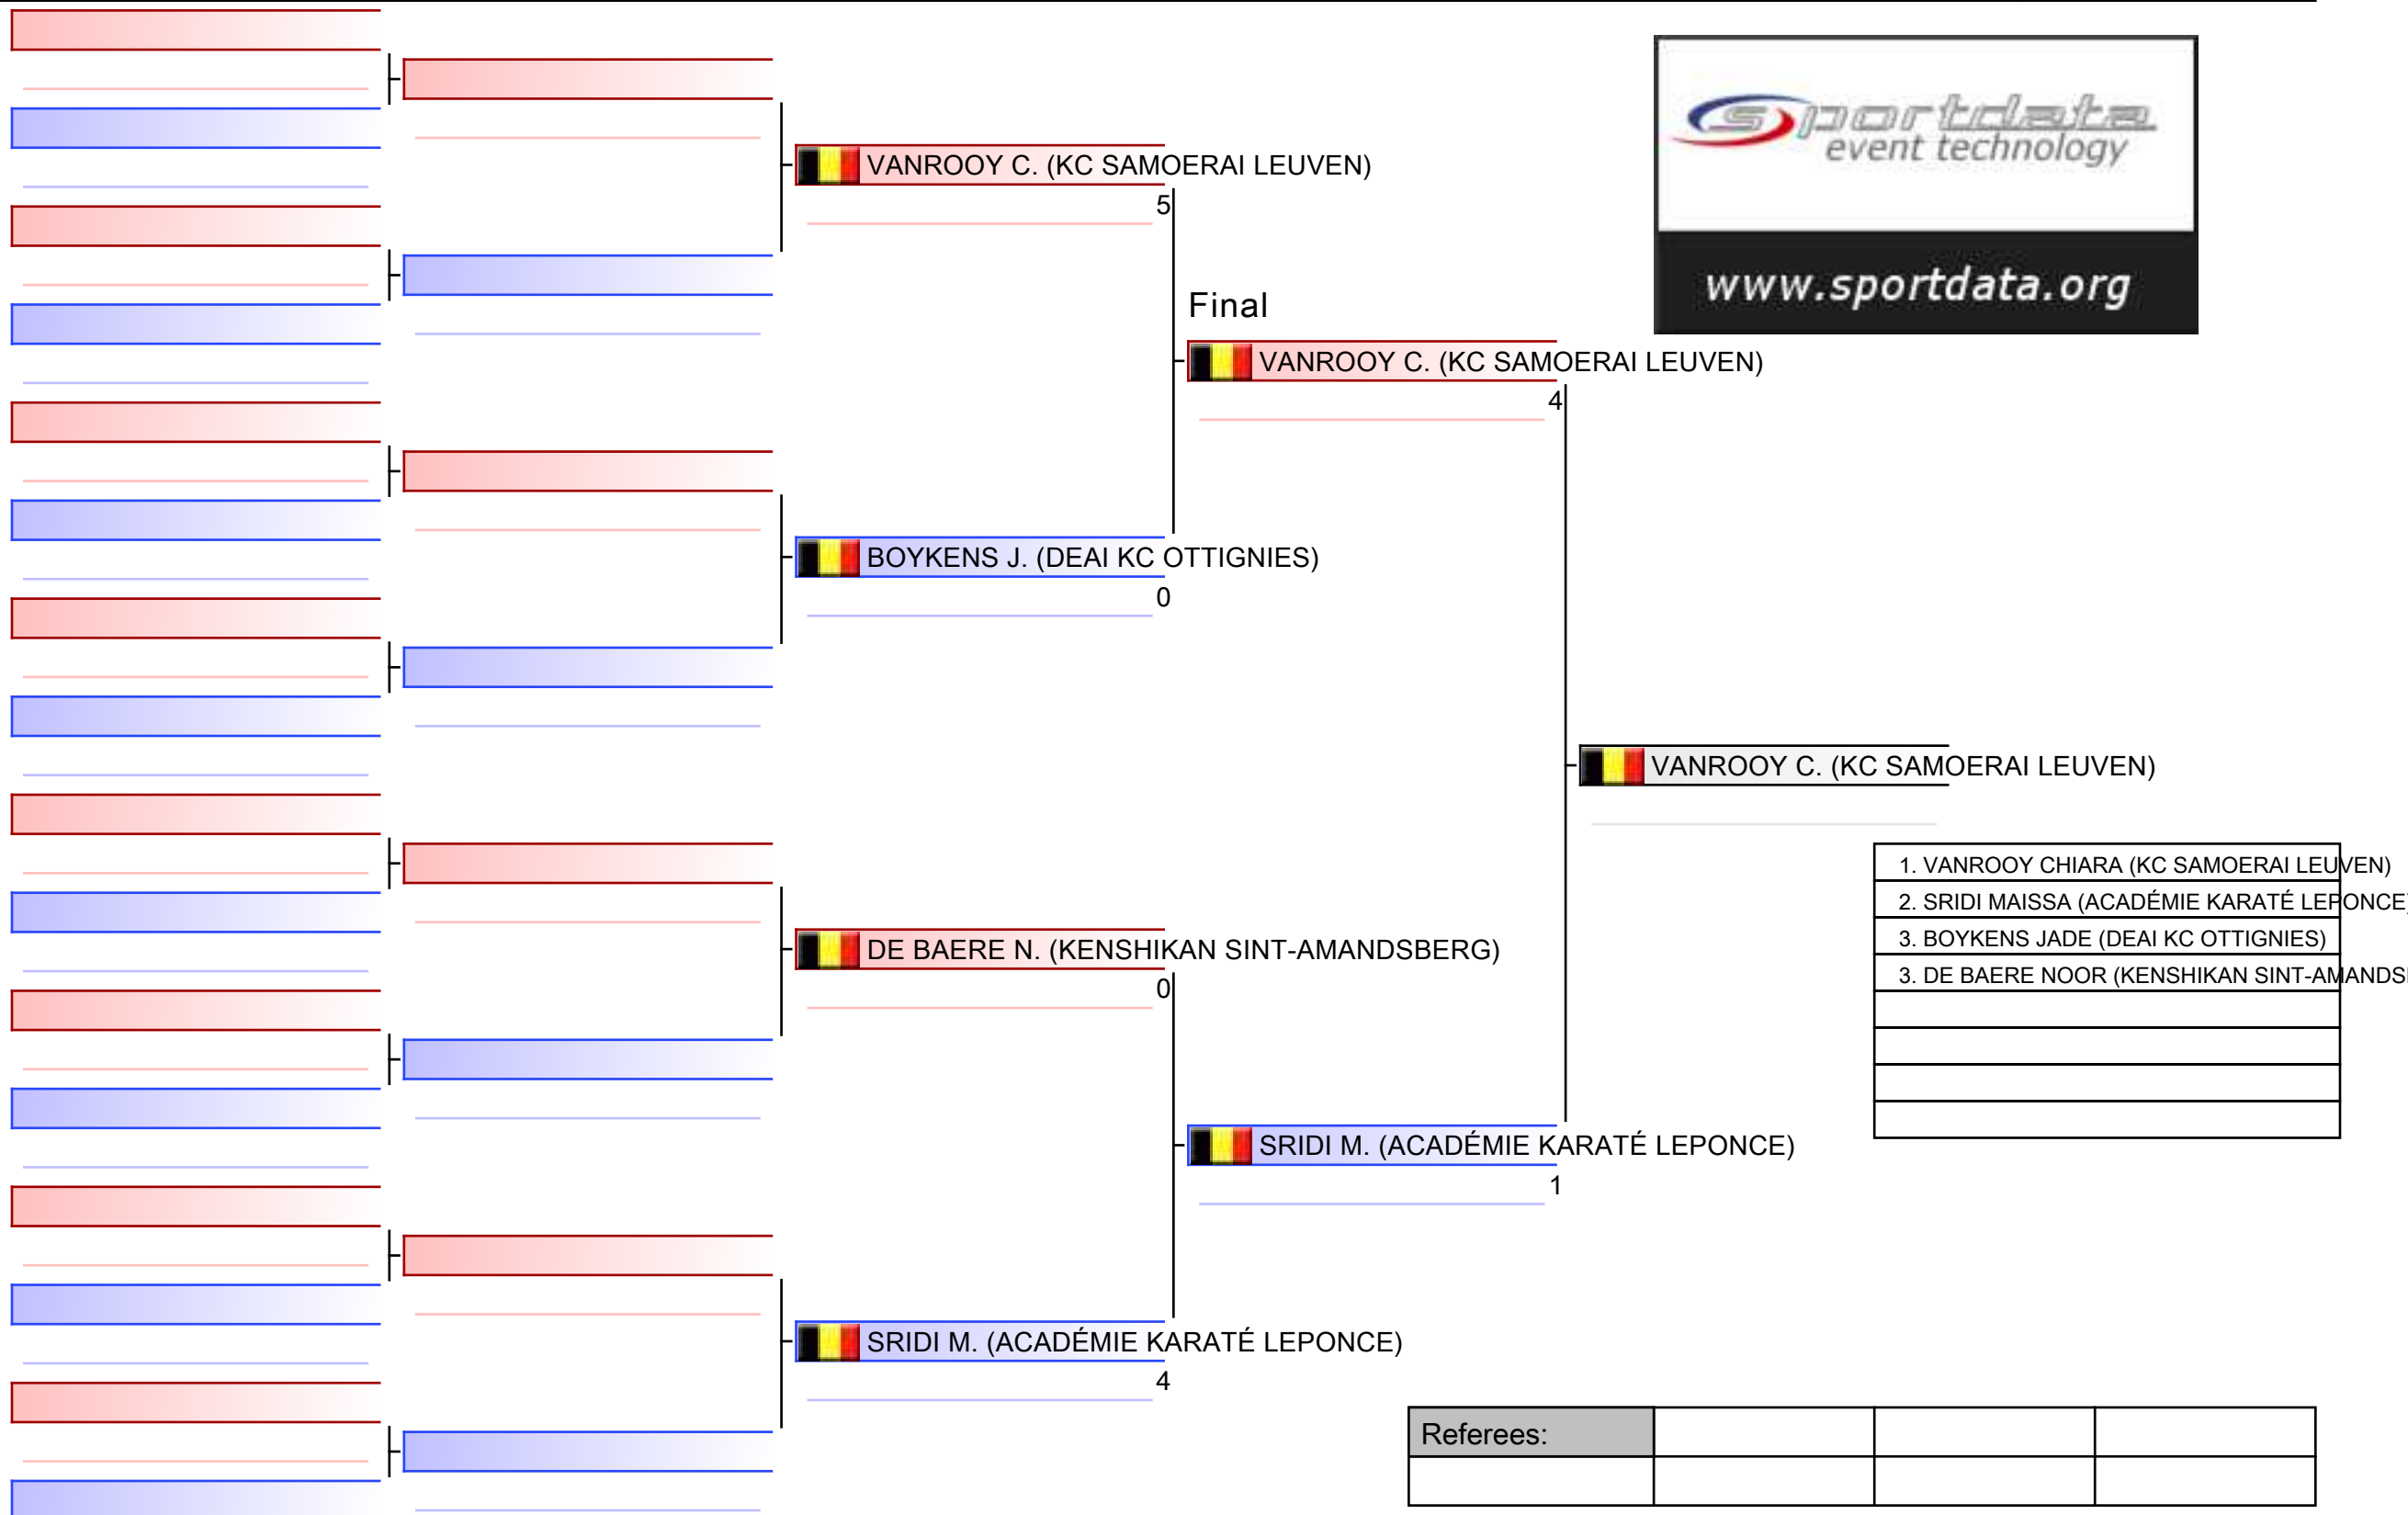 sportdata
event technology
www.sportdata.org
VANROOY C. (KC SAMOERAI LEUVEN)
5
Final
VANROOY C. (KC SAMOERAI LEUVEN)
4
BOYKENS J. (DEAI KC OTTIGNIES)
0
VANROOY C. (KC SAMOERAI LEUVEN)
1. VANROOY CHIARA (KC SAMOERAI LEUVEN)
2. SRIDI MAISSA (ACADÉMIE KARATÉ LEPONCE)
3. BOYKENS JADE (DEAI KC OTTIGNIES)
3. DE BAERE NOOR (KENSHIKAN SINT-AMANDS
DE BAERE N. (KENSHIKAN SINT-AMANDSBERG)
0
SRIDI M. (ACADÉMIE KARATÉ LEPONCE)
1
SRIDI M. (ACADÉMIE KARATÉ LEPONCE)
4
Referees: